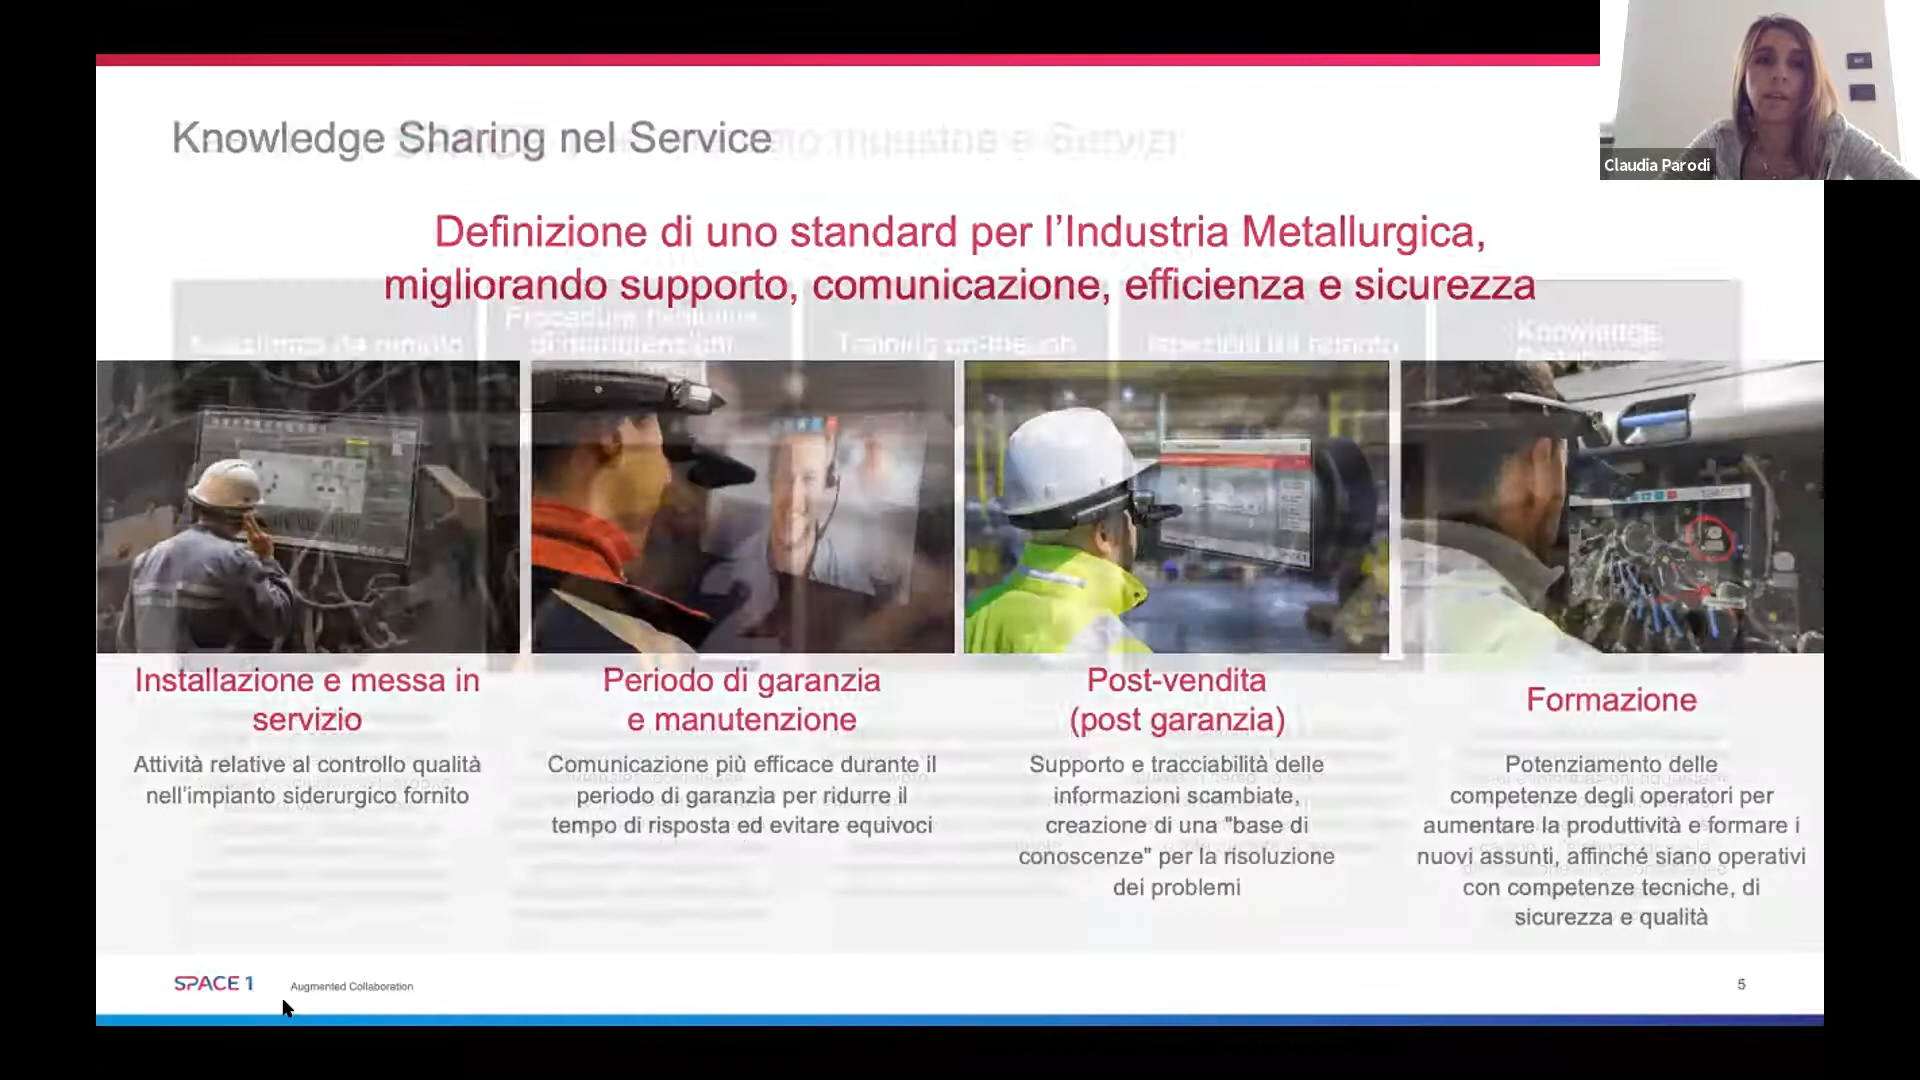 Knowledge Sharing nel Service
Definizione di uno standard per l’Industria Metallurgica,
migliorando supporto, comunicazione, efficienza e sicurezza
Installazione e messa in
servizio
Attività relative al controllo qualità
nell’impianto siderurgico fornito
Periodo di garanzia
e manutenzione
Comunicazione più efficace durante il
periodo di garanzia per ridurre il
tempo di risposta ed evitare equivoci
Post-vendita
(post garanzia)
Supporto e tracciabilità delle
informazioni scambiate,
creazione di una "base di
conoscenze" per la risoluzione
dei problemi
Formazione
Potenziamento delle
competenze degli operatori per
aumentare la produttività e formare i
nuovi assunti, affinché siano operativi
con competenze tecniche, di
sicurezza e qualità
SPACE 1
Augmented Collaboration
5
Claudia Parodi